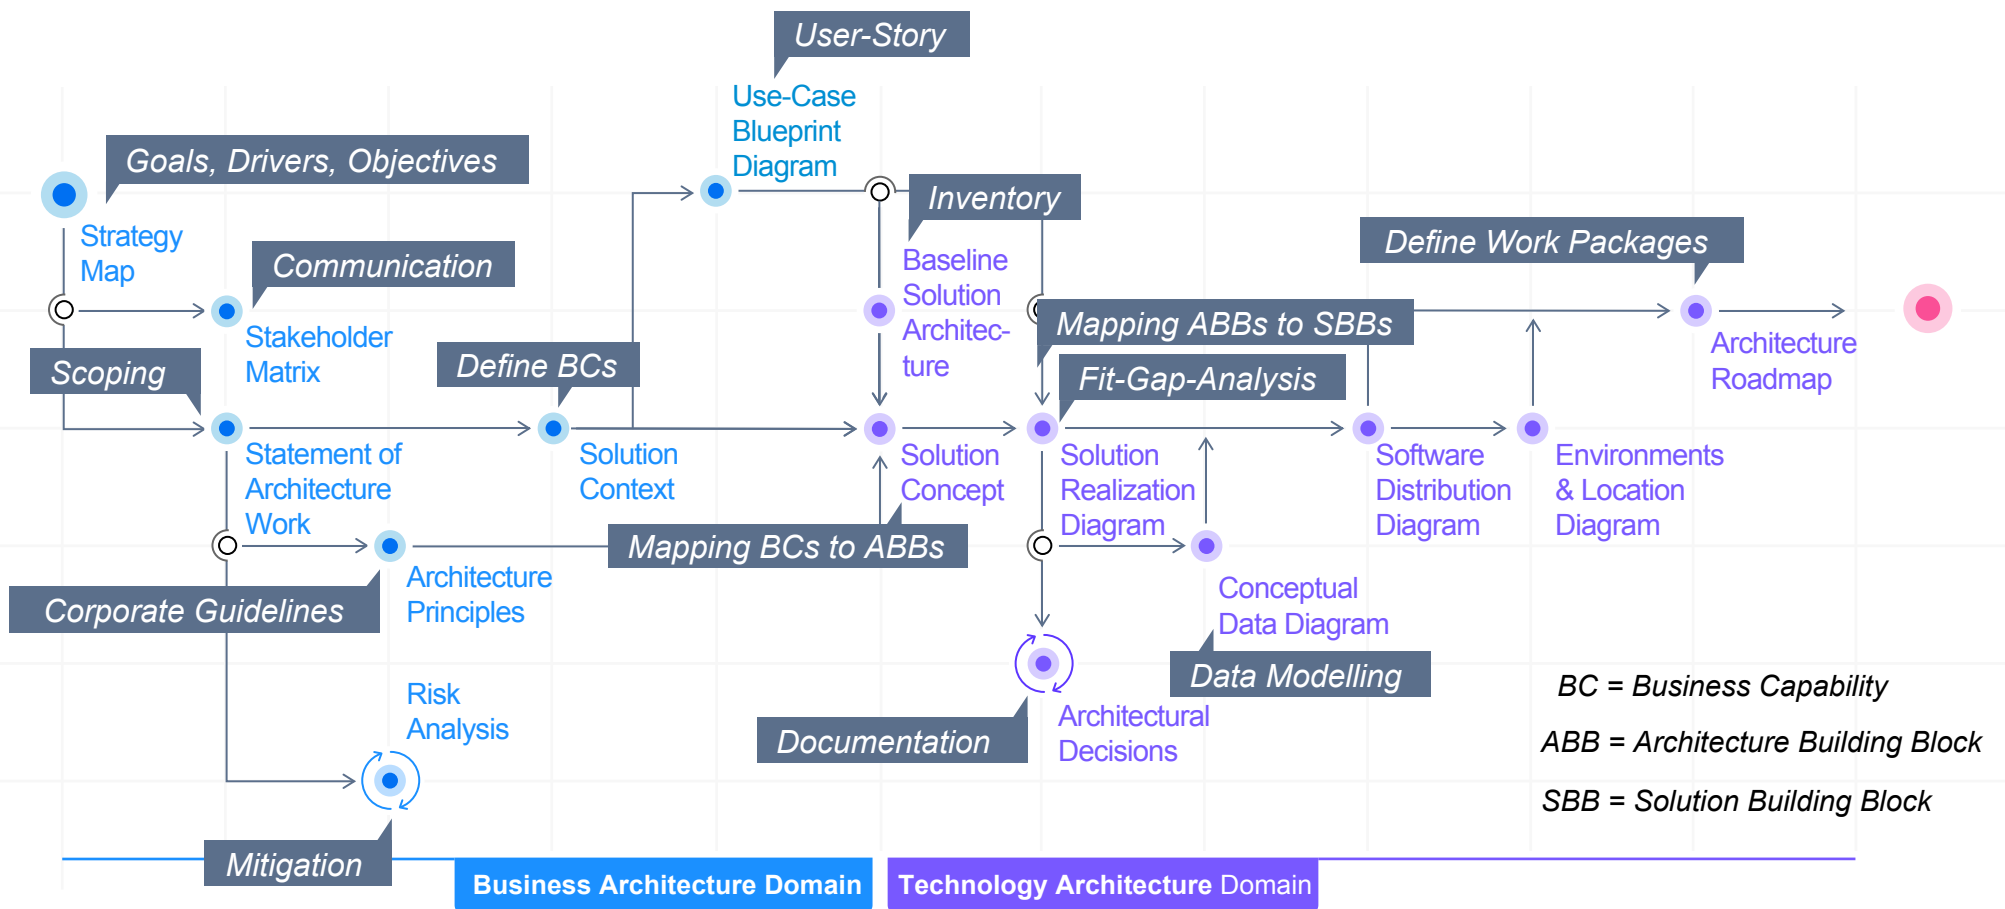 User-Story
Use-Case
Blueprint
Diagram
Goals, Drivers, Objectives
Inventory
Strategy
Map
Communication
Define Work Packages
Baseline
Solution
Architec-
ture
Stakeholder
Matrix
Mapping ABBs to SBBs
Architecture
Roadmap
Scoping
Define BCs
Fit-Gap-Analysis
Statement of
Architecture
Work
Solution
Context
Solution
Concept
Solution
Realization
Diagram
Software
Distribution
Diagram
Environments
& Location
Diagram
Mapping BCs to ABBs
Corporate Guidelines
Architecture
Principles
Conceptual
Data Diagram
Data Modelling
Risk
Analysis
Documentation
Architectural
Decisions
BC = Business Capability
ABB = Architecture Building Block
SBB = Solution Building Block
Mitigation
Business Architecture Domain
Technology Architecture Domain